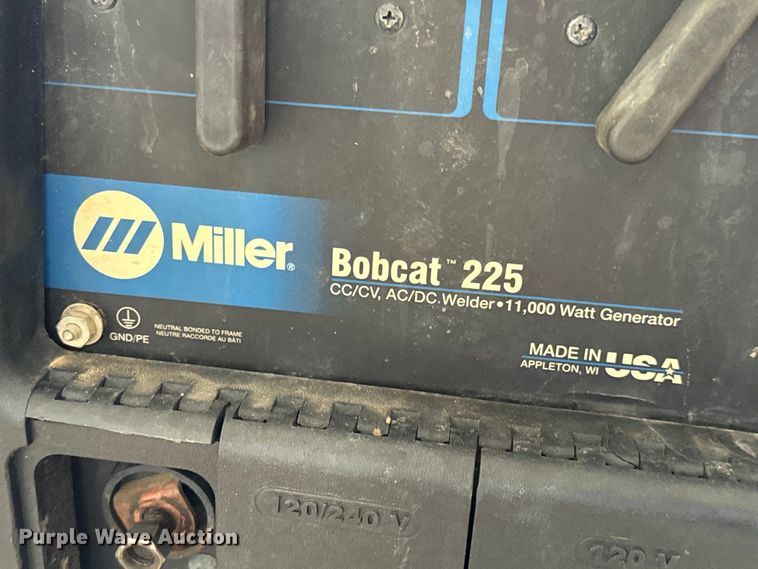 Miller®
Bobcat™ 225
CC/CV, AC/DC Welder • 11,000 Watt Generator
GND/PE
NEUTRAL BONDED TO FRAME
NEUTRE RACCORDE AU BÂTI
MADE IN USA
APPLETON, WI
120/240 V
120 V
Purple Wave Auction